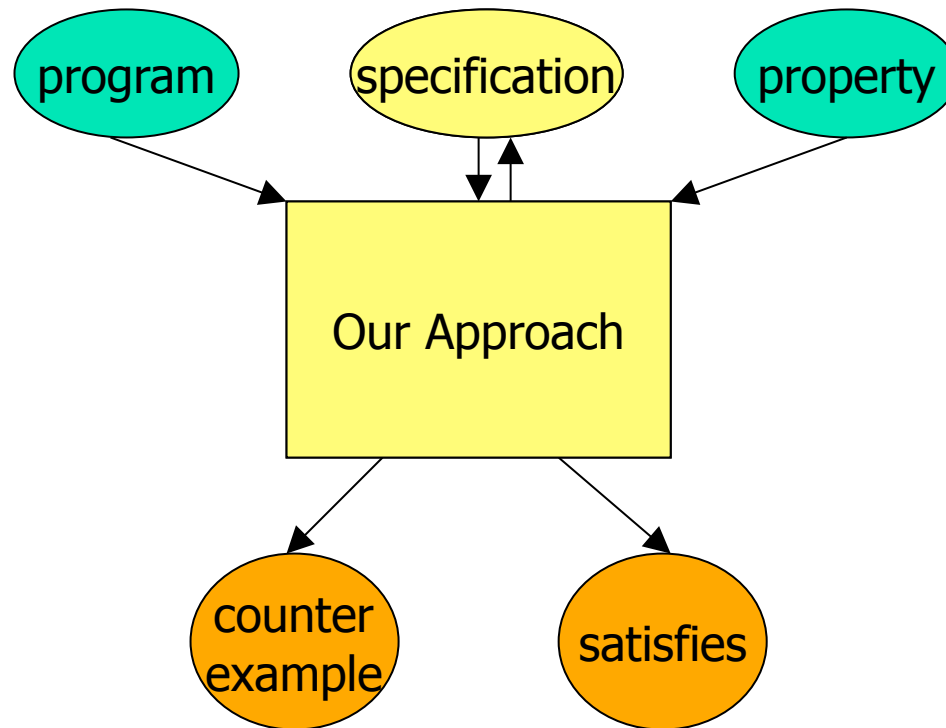 program
specification
property
Our Approach
counter
example
satisfies